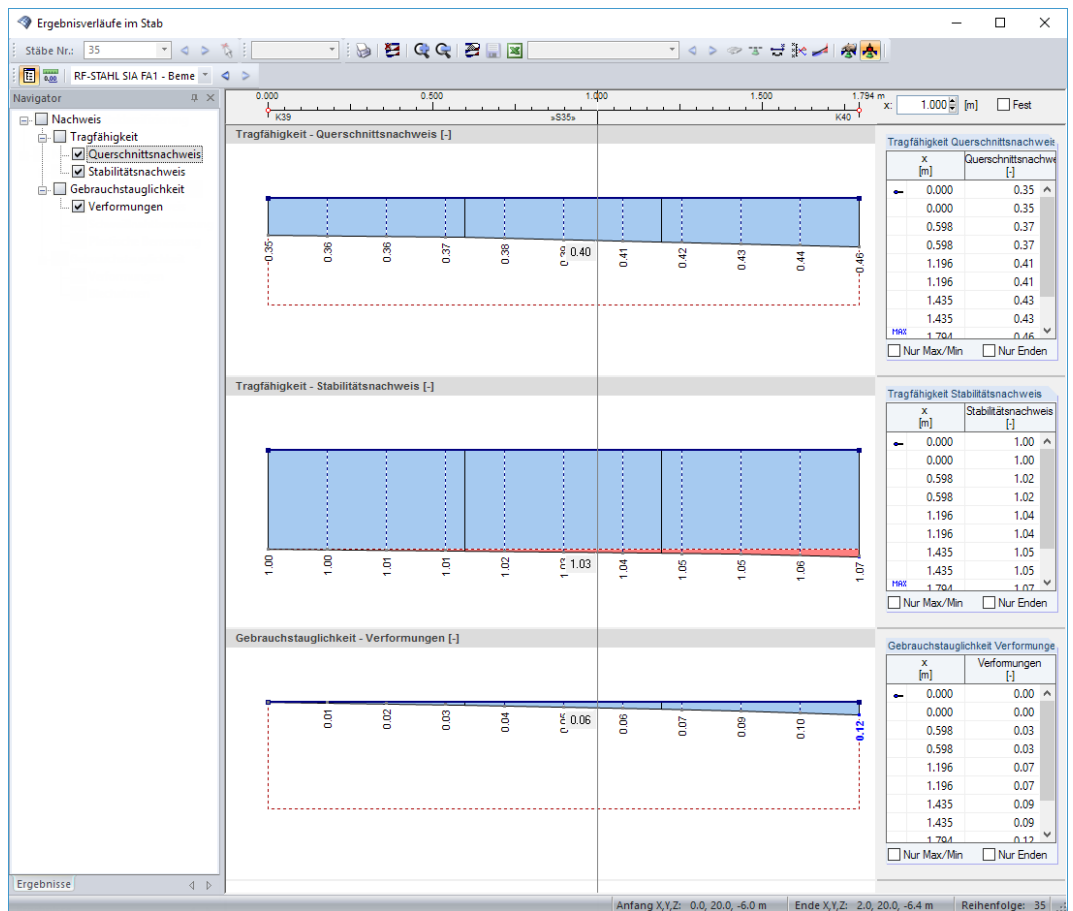 Ergebnisverläufe im Stab
Stäbe Nr.: 35
RF-STAHL SIA FA1 - Beme
Navigator
Nachweis
Tragfähigkeit
Querschnittsnachweis
Stabilitätsnachweis
Gebrauchstauglichkeit
Verformungen
Ergebnisse
0.000 0.500 1.000 1.500 1.794 m
K39 »S35» K40
x: 1.000 [m] Fest
Tragfähigkeit - Querschnittsnachweis [-]
0.35 0.36 0.36 0.37 0.38 0.40 0.41 0.42 0.43 0.44 0.46
Tragfähigkeit Querschnittsnachweis
x Querschnittsnachwe
[m] [-]
0.000 0.35
0.000 0.35
0.598 0.37
0.598 0.37
1.196 0.41
1.196 0.41
1.435 0.43
1.435 0.43
MAX 1.794 0.46
Nur Max/Min Nur Enden
Tragfähigkeit - Stabilitätsnachweis [-]
1.00 1.00 1.01 1.01 1.02 1.03 1.04 1.05 1.05 1.06 1.07
Tragfähigkeit Stabilitätsnachweis
x Stabilitätsnachweis
[m] [-]
0.000 1.00
0.000 1.00
0.598 1.02
0.598 1.02
1.196 1.04
1.196 1.04
1.435 1.05
1.435 1.05
MAX 1.794 1.07
Nur Max/Min Nur Enden
Gebrauchstauglichkeit - Verformungen [-]
0.01 0.02 0.03 0.04 0.06 0.06 0.07 0.09 0.10 0.12
Gebrauchstauglichkeit Verformunge
x Verformungen
[m] [-]
0.000 0.00
0.000 0.00
0.598 0.03
0.598 0.03
1.196 0.07
1.196 0.07
1.435 0.09
1.435 0.09
1.794 0.12
Nur Max/Min Nur Enden
Anfang X,Y,Z: 0.0, 20.0, -6.0 m Ende X,Y,Z: 2.0, 20.0, -6.4 m Reihenfolge: 35